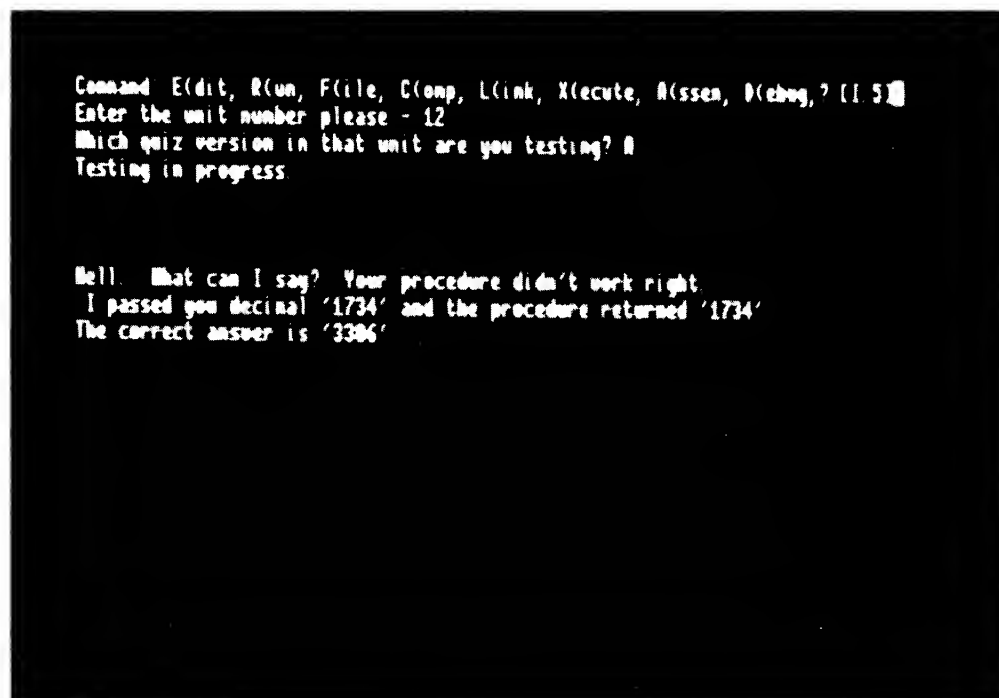 Command: E(dit, R(un, F(ile, C(omp, L(ink, X(ecute, A(ssem, D(ebug,? [I.5]
Enter the unit number please - 12
Which quiz version in that unit are you testing? A
Testing in progress.
Well. What can I say? Your procedure didn't work right.
I passed you decimal '1734' and the procedure returned '1734'
The correct answer is '3306'